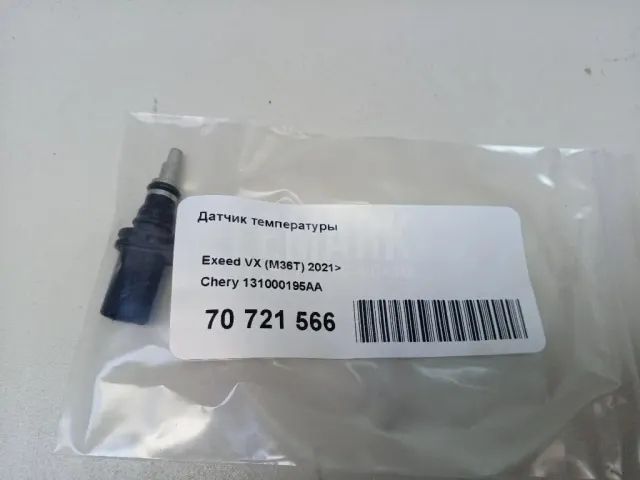 Датчик температуры
Exeed VX (M36T) 2021>
Chery 131000195AA
70 721 566